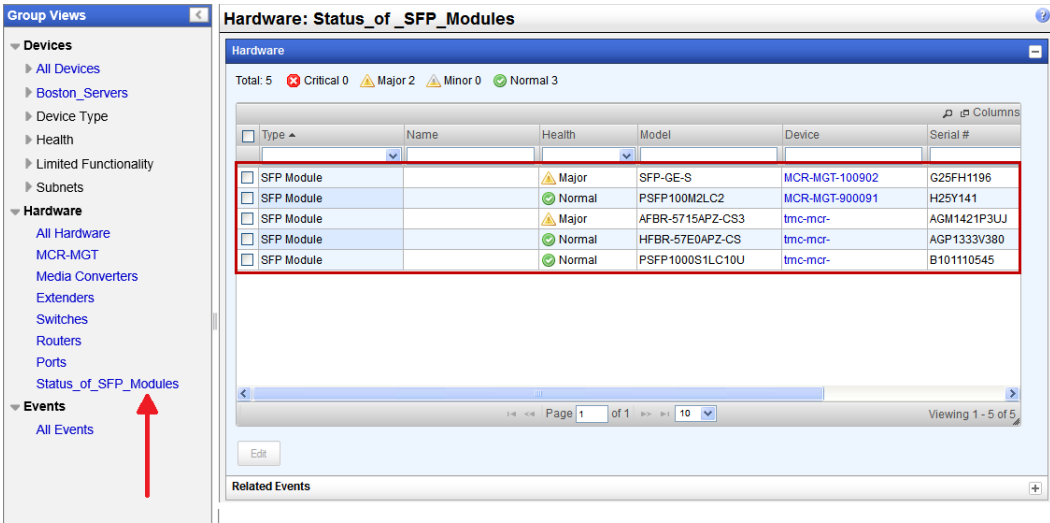 Group Views
Devices
All Devices
Boston_Servers
Device Type
Health
Limited Functionality
Subnets
Hardware
All Hardware
MCR-MGT
Media Converters
Extenders
Switches
Routers
Ports
Status_of_SFP_Modules
Events
All Events
Hardware: Status_of _SFP_Modules
Hardware
Total: 5 Critical 0 Major 2 Minor 0 Normal 3
Columns
Type Name Health Model Device Serial #
SFP Module Major SFP-GE-S MCR-MGT-100902 G25FH1196
SFP Module Normal PSFP100M2LC2 MCR-MGT-900091 H25Y141
SFP Module Major AFBR-5715APZ-CS3 tmc-mcr- AGM1421P3UJ
SFP Module Normal HFBR-57E0APZ-CS tmc-mcr- AGP1333V380
SFP Module Normal PSFP1000S1LC10U tmc-mcr- B101110545
Page 1 of 1 10 Viewing 1 - 5 of 5
Edit
Related Events